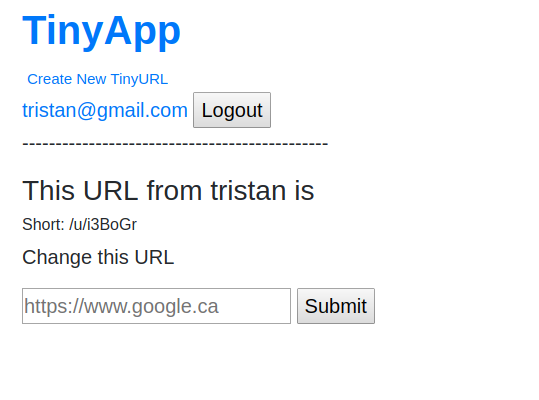 TinyApp
Create New TinyURL
tristan@gmail.com Logout
----------------------------------------------
This URL from tristan is
Short: /u/i3BoGr
Change this URL
https://www.google.ca Submit